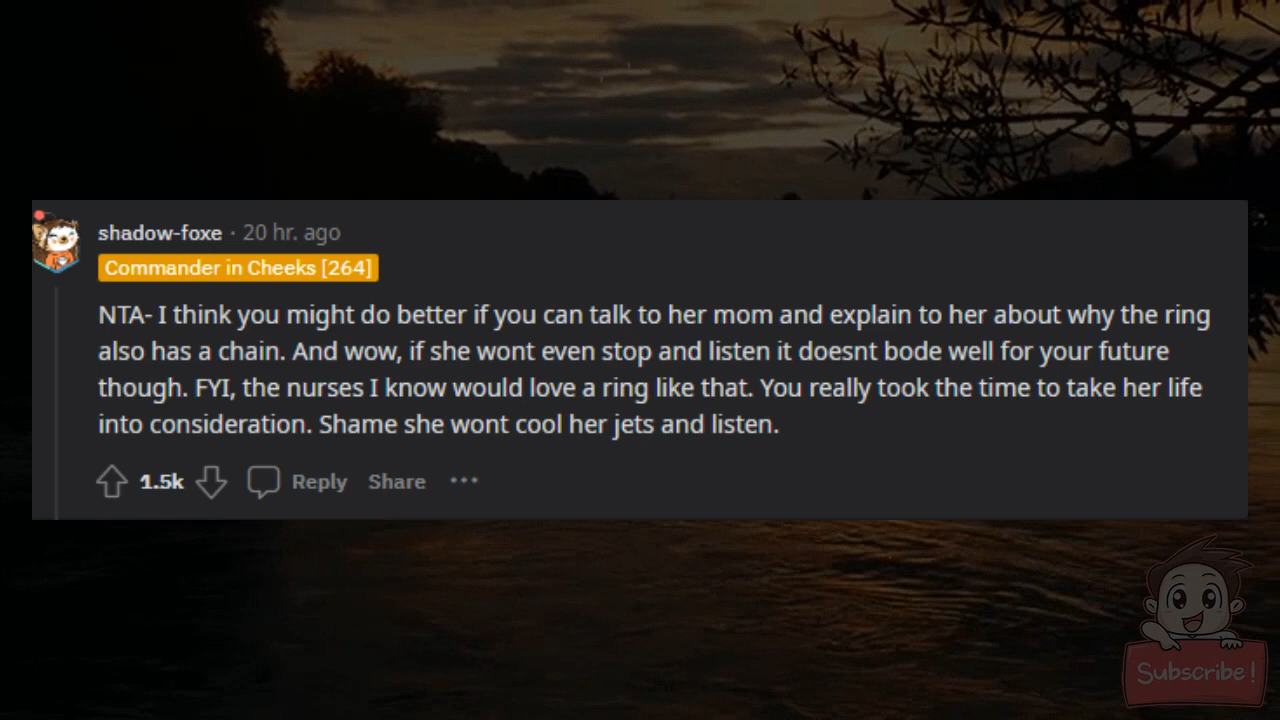 shadow-foxe · 20 hr. ago
Commander in Cheeks [264]
NTA- I think you might do better if you can talk to her mom and explain to her about why the ring
also has a chain. And wow, if she wont even stop and listen it doesnt bode well for your future
though. FYI, the nurses I know would love a ring like that. You really took the time to take her life
into consideration. Shame she wont cool her jets and listen.
1.5k Reply Share ···
Subscribe!